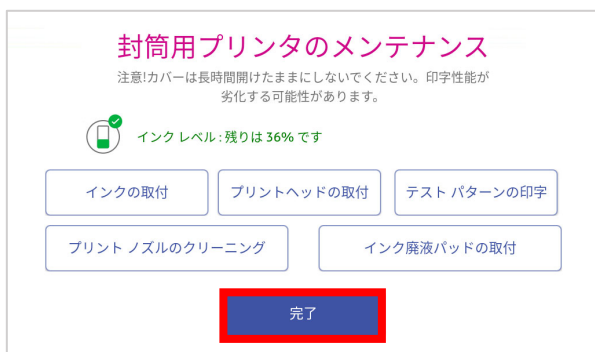 封筒用プリンタのメンテナンス
注意!カバーは長時間開けたままにしないでください。印字性能が
劣化する可能性があります。
インク レベル:残りは 36% です
インクの取付 プリントヘッドの取付 テスト パターンの印字
プリント ノズルのクリーニング インク廃液パッドの取付
完了